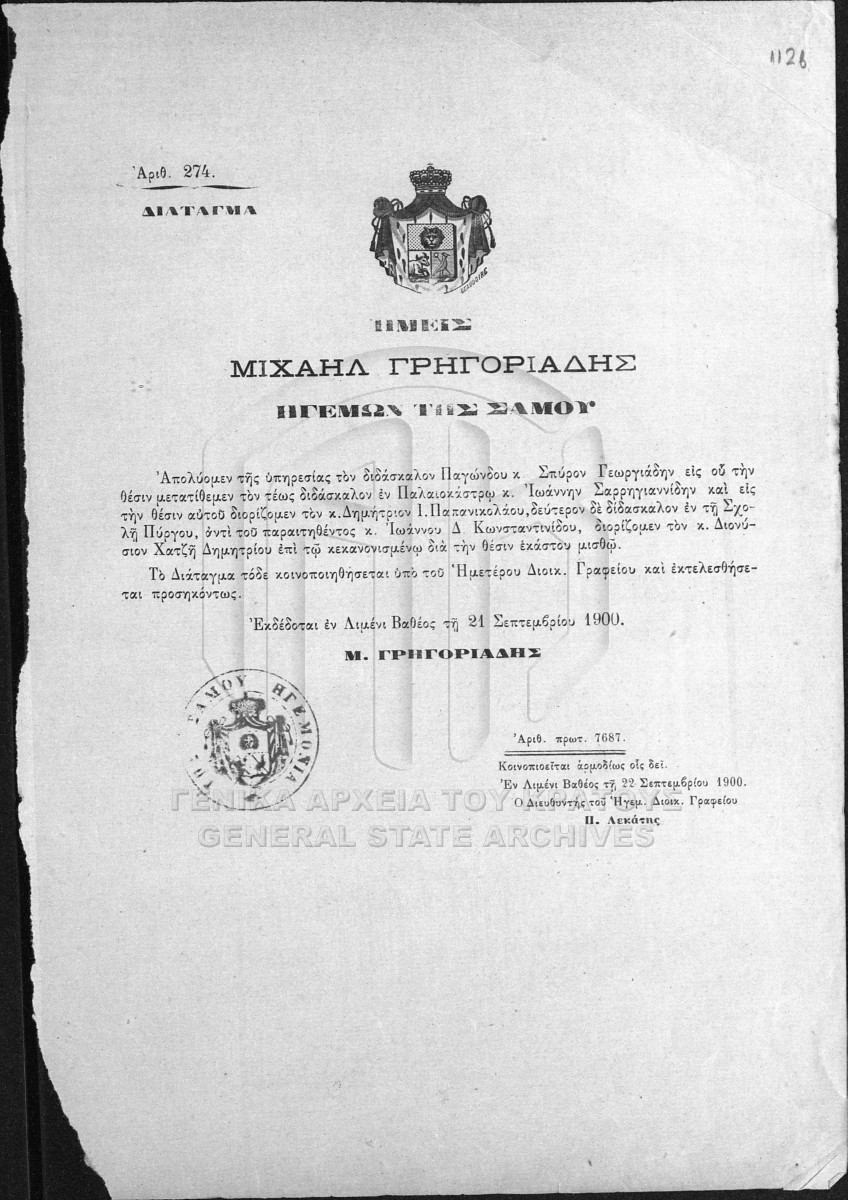 112β
Ἀριθ. 274.
ΔΙΑΤΑΓΜΑ
ΗΜΕΙΣ
ΜΙΧΑΗΛ ΓΡΗΓΟΡΙΑΔΗΣ
ΗΓΕΜΩΝ ΤΗΣ ΣΑΜΟΥ
Ἀπολύομεν τῆς ὑπηρεσίας τὸν διδάσκαλον Παγώνδου κ Σπῦρον Γεωργιάδην εἰς οὗ τὴν
θέσιν μετατίθεμεν τὸν τέως διδάσκαλον ἐν Παλαιοκάστρῳ κ. Ἰωάννην Σαρρηγιαννίδην καὶ εἰς
τὴν θέσιν αὐτοῦ διορίζομεν τὸν κ. Δημήτριον Ι. Παπανικολάου, δεύτερον δὲ διδάσκαλον ἐν τῇ Σχο-
λῇ Πύργου, ἀντὶ τοῦ παραιτηθέντος κ. Ἰωάννου Δ. Κωνσταντινίδου, διορίζομεν τὸν κ. Διονύ-
σιον Χατζῆ Δημητρίου ἐπὶ τῷ κεκανονισμένῳ διὰ τὴν θέσιν ἑκάστου μισθῷ.
Τὸ Διάταγμα τόδε κοινοποιηθήσεται ὑπὸ τοῦ Ἡμετέρου Διοικ. Γραφείου καὶ ἐκτελεσθήσε-
ται προσηκόντως.
Ἐκδέδοται ἐν Λιμένι Βαθέος τῇ 21 Σεπτεμβρίου 1900.
Μ. ΓΡΗΓΟΡΙΑΔΗΣ
ΣΑΜΟΥ ΗΓΕΜΟΝΙΑ
Ἀριθ. πρωτ. 7687.
Κοινοποιεῖται ἁρμοδίως οἷς δεῖ.
Ἐν Λιμένι Βαθέος τῇ 22 Σεπτεμβρίου 1900.
Ὁ Διευθυντὴς τοῦ Ἡγεμ. Διοικ. Γραφείου
Π. Λεκάτης
ΓΕΝΙΚΑ ΑΡΧΕΙΑ ΤΟΥ ΚΡΑΤΟΥΣ
GENERAL STATE ARCHIVES